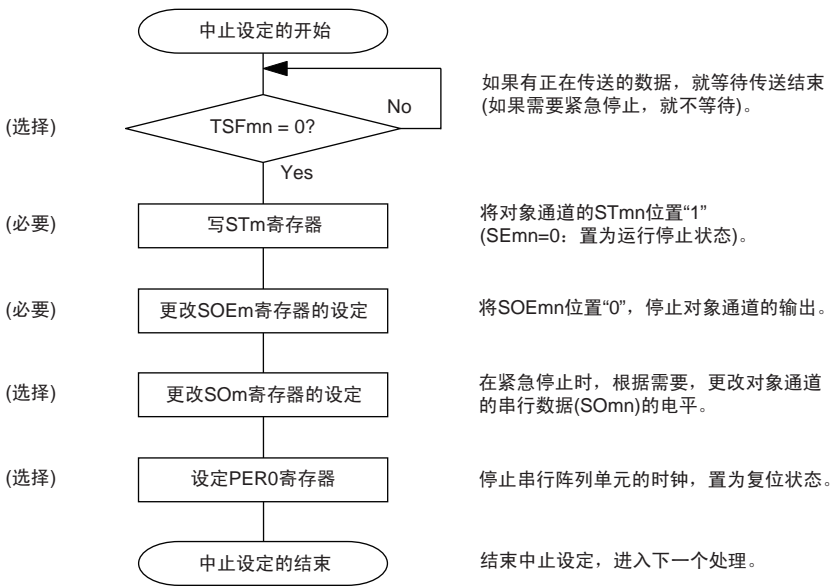 中止设定的开始
如果有正在传送的数据，就等待传送结束
(如果需要紧急停止，就不等待)。
No
(选择)
TSFmn = 0?
Yes
(必要)
写STm寄存器
将对象通道的STmn位置“1”
(SEmn=0：置为运行停止状态)。
(必要)
更改SOEm寄存器的设定
将SOEmn位置“0”，停止对象通道的输出。
(选择)
更改SOm寄存器的设定
在紧急停止时，根据需要，更改对象通道
的串行数据(SOmn)的电平。
(选择)
设定PER0寄存器
停止串行阵列单元的时钟，置为复位状态。
中止设定的结束
结束中止设定，进入下一个处理。